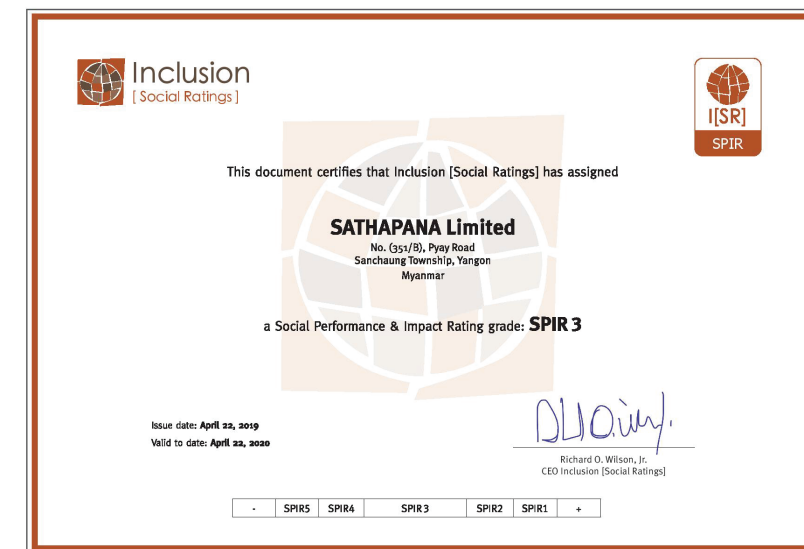 Inclusion
[ Social Ratings ]
I[SR]
SPIR
This document certifies that Inclusion [Social Ratings] has assigned
SATHAPANA Limited
No. (351/B), Pyay Road
Sanchaung Township, Yangon
Myanmar
a Social Performance & Impact Rating grade: SPIR 3
Issue date: April 22, 2019
Valid to date: April 22, 2020
Richard O. Wilson, Jr.
CEO Inclusion [Social Ratings]
- SPIR5 SPIR4 SPIR3 SPIR2 SPIR1 +